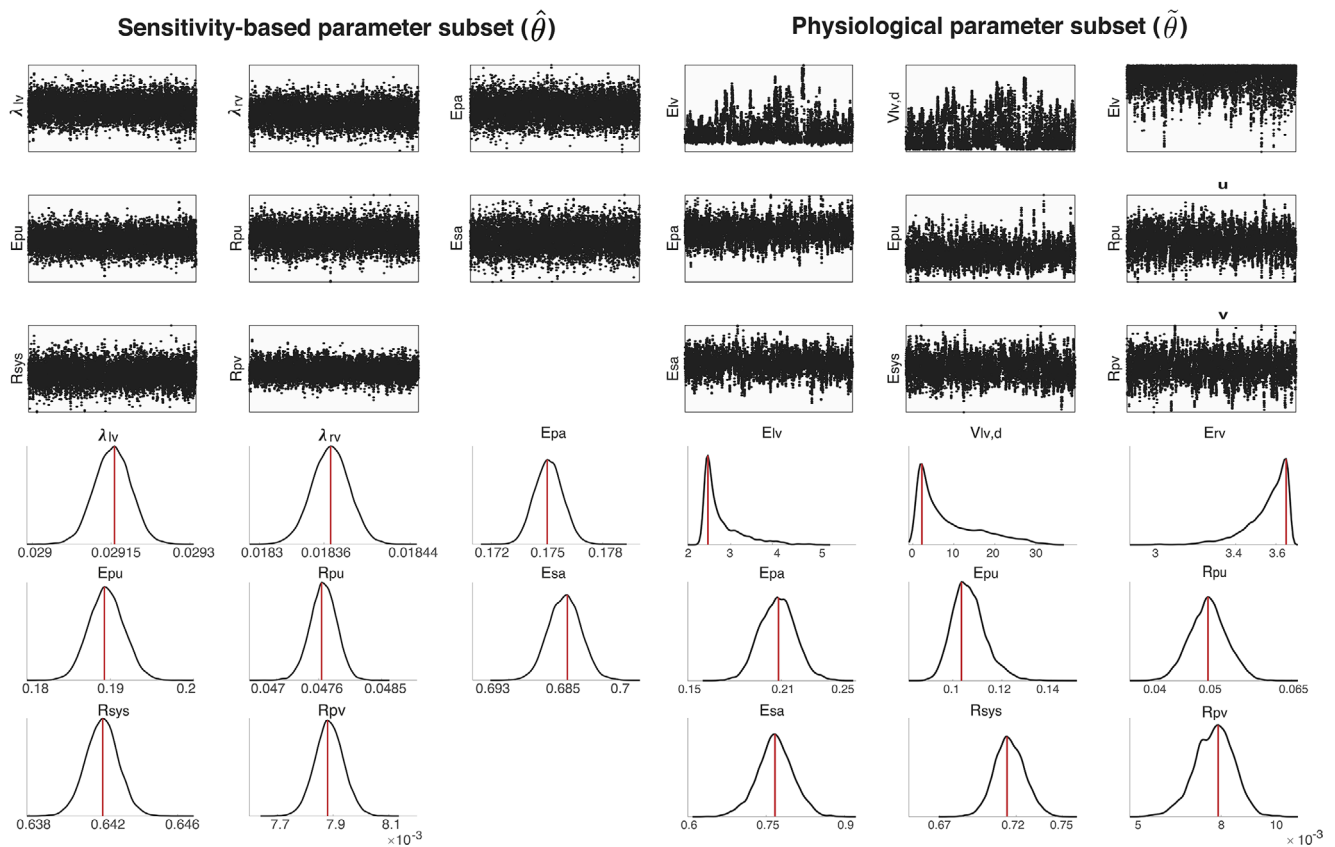 Sensitivity-based parameter subset (θ̂) Physiological parameter subset (θ̃)
λlv λrv Epa Elv Vlv,d Elv
u
Epu Rpu Esa Epa Epu Rpu
v
Rsys Rpv Esa Esys Rpv
λlv λrv Epa Elv Vlv,d Erv
0.029 0.02915 0.0293 0.0183 0.01836 0.01844 0.172 0.175 0.178 2 3 4 5 0 10 20 30 3 3.4 3.6
Epu Rpu Esa Epa Epu Rpu
0.18 0.19 0.2 0.047 0.0476 0.0485 0.693 0.685 0.7 0.15 0.21 0.25 0.1 0.12 0.14 0.04 0.05 0.065
Rsys Rpv Esa Rsys Rpv
0.638 0.642 0.646 7.7 7.9 8.1 0.6 0.75 0.9 0.67 0.72 0.75 5 8 10
×10⁻³ ×10⁻³